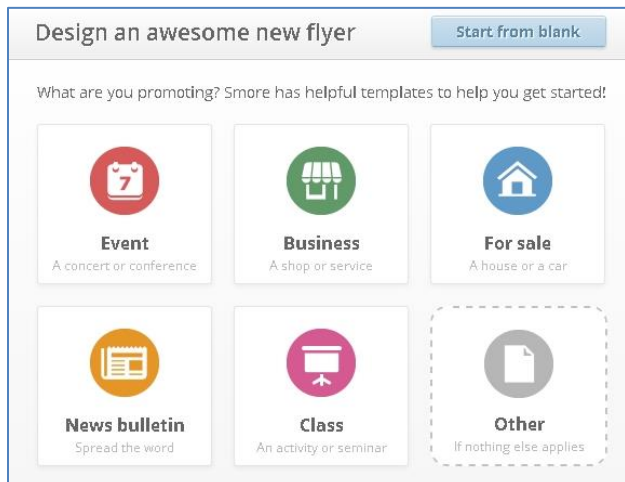 Design an awesome new flyer
Start from blank
What are you promoting? Smore has helpful templates to help you get started!
7
Event
A concert or conference
Business
A shop or service
For sale
A house or a car
News bulletin
Spread the word
Class
An activity or seminar
Other
If nothing else applies